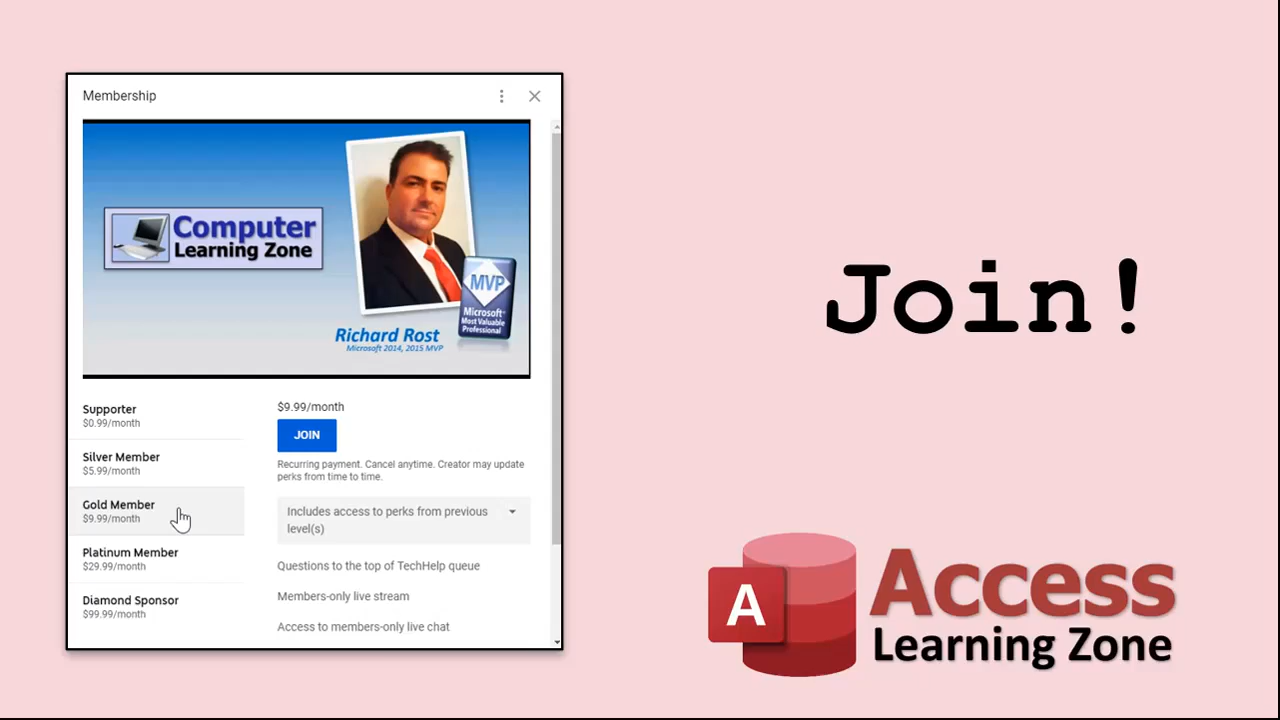 Membership
Computer
Learning Zone
MVP
Microsoft®
Most Valuable
Professional
Richard Rost
Microsoft 2014, 2015 MVP
Supporter
$0.99/month
Silver Member
$5.99/month
Gold Member
$9.99/month
Platinum Member
$29.99/month
Diamond Sponsor
$99.99/month
$9.99/month
JOIN
Recurring payment. Cancel anytime. Creator may update
perks from time to time.
Includes access to perks from previous
level(s)
Questions to the top of TechHelp queue
Members-only live stream
Access to members-only live chat
Join!
A
Access
Learning Zone